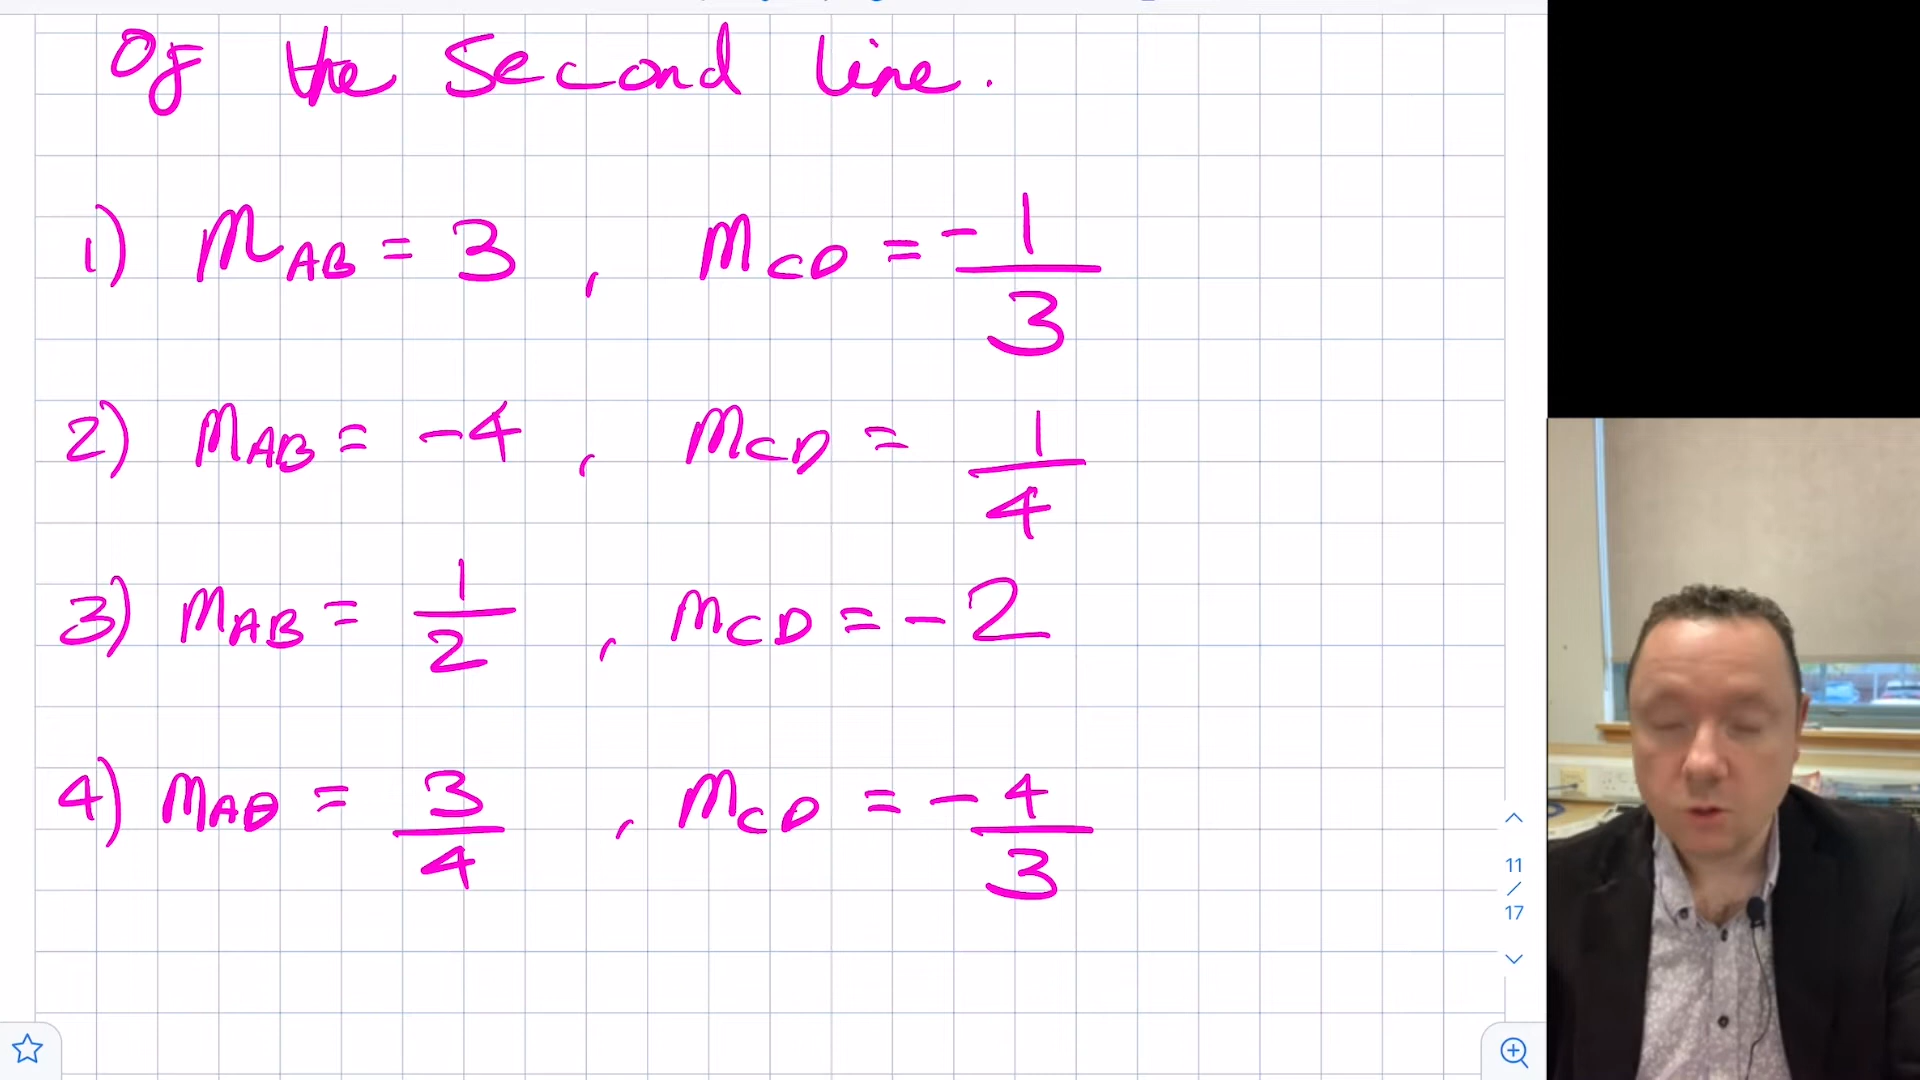 Of the second line.
1) mAB = 3 , mCD = -1/3
2) mAB = -4 , mCD = 1/4
3) mAB = 1/2 , mCD = -2
4) mAB = 3/4 , mCD = -4/3
11
/
17